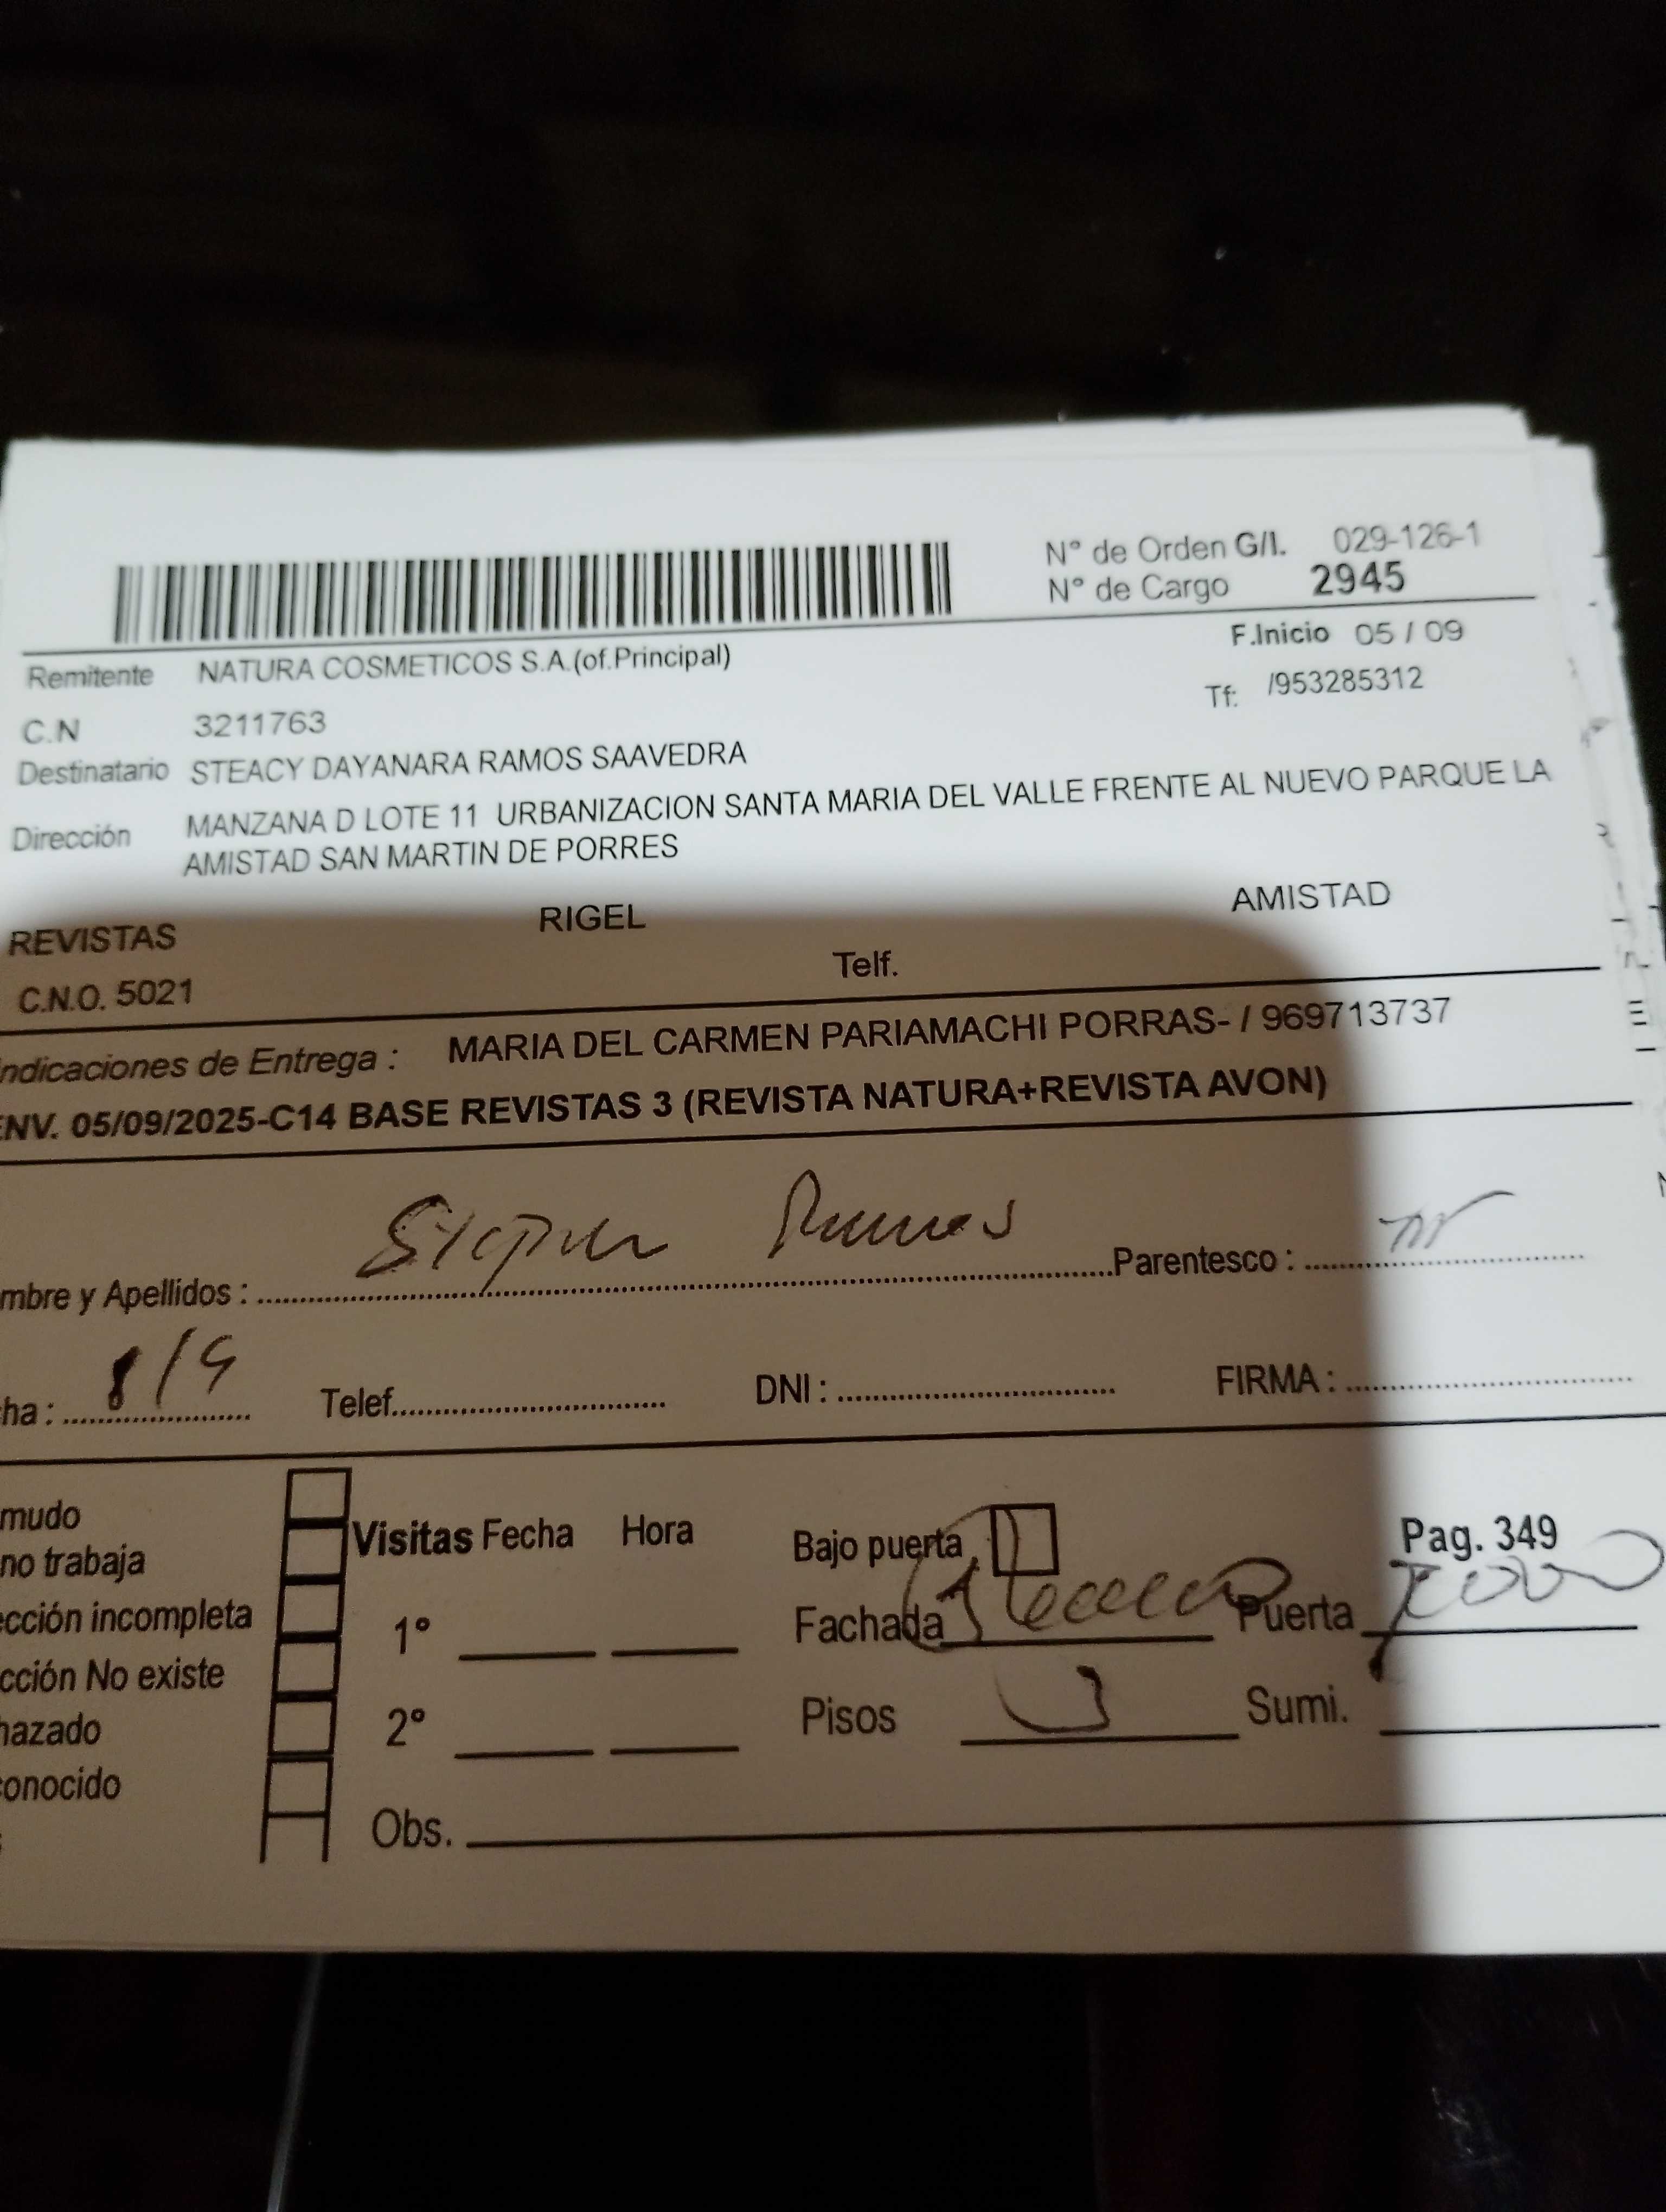 N° de Orden G/I. 029-126-1
N° de Cargo 2945
F.Inicio 05 / 09
Remitente NATURA COSMETICOS S.A.(of.Principal)
Tf: /953285312
C.N 3211763
Destinatario STEACY DAYANARA RAMOS SAAVEDRA
Dirección MANZANA D LOTE 11 URBANIZACION SANTA MARIA DEL VALLE FRENTE AL NUEVO PARQUE LA
AMISTAD SAN MARTIN DE PORRES
REVISTAS RIGEL AMISTAD
C.N.O. 5021 Telf.
ndicaciones de Entrega : MARIA DEL CARMEN PARIAMACHI PORRAS- / 969713737
ENV. 05/09/2025-C14 BASE REVISTAS 3 (REVISTA NATURA+REVISTA AVON)
mbre y Apellidos : Ramos Parentesco :
ha : 8/9 Telef. DNI : FIRMA :
mudo
no trabaja
cción incompleta
cción No existe
hazado
conocido
Visitas Fecha Hora
1°
2°
Bajo puerta Pag. 349
Fachada Puerta
Pisos Sumi.
Obs.